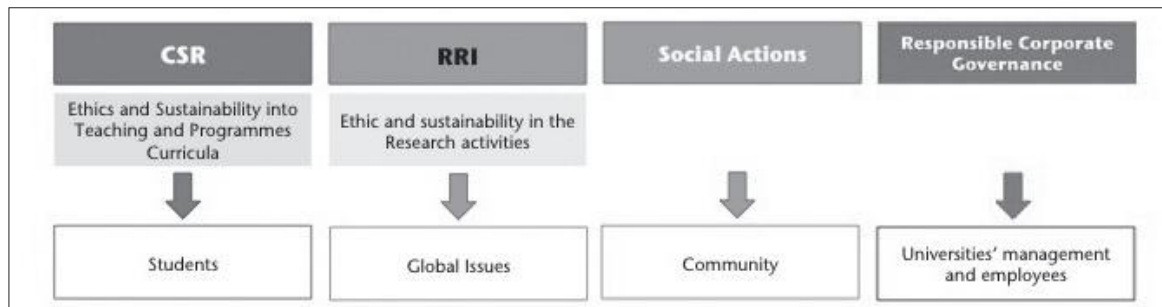 CSR
RRI
Social Actions
Responsible Corporate
Governance
Ethics and Sustainability into
Teaching and Programmes
Curricula
Ethic and sustainability in the
Research activities
Students
Global Issues
Community
Universities' management
and employees